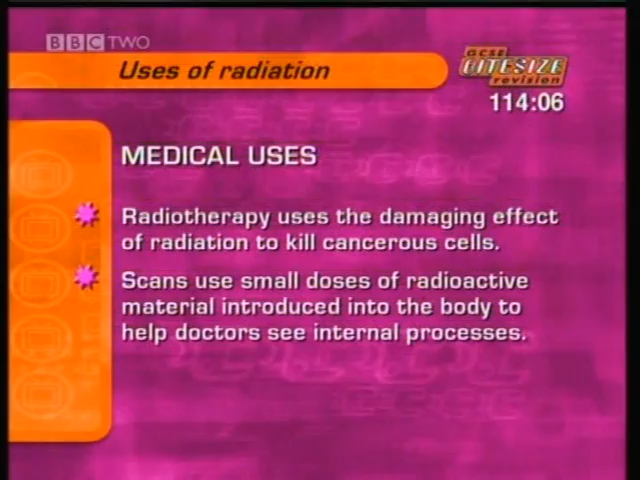 BBC TWO
Uses of radiation
GCSE
BITESIZE
revision
114:06
MEDICAL USES
Radiotherapy uses the damaging effect
of radiation to kill cancerous cells.
Scans use small doses of radioactive
material introduced into the body to
help doctors see internal processes.